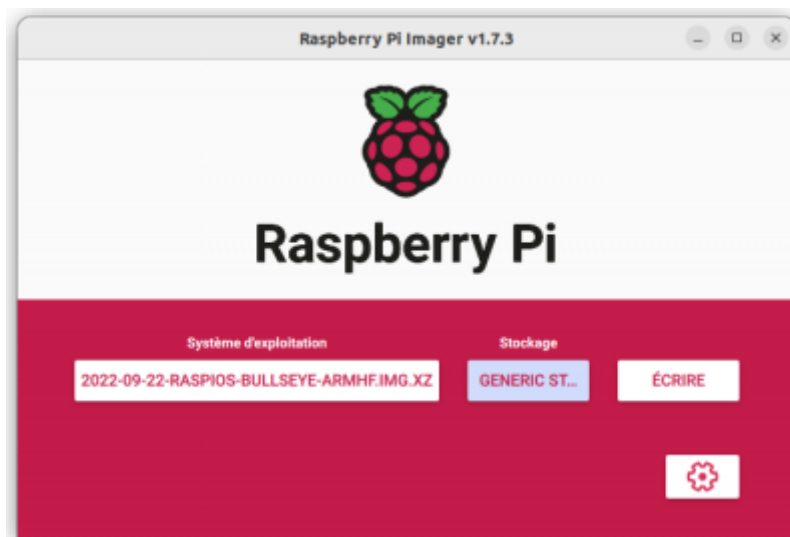 Raspberry Pi Imager v1.7.3
Raspberry Pi
Système d'exploitation
Stockage
2022-09-22-RASPIOS-BULLSEYE-ARMHF.IMG.XZ
GENERIC ST...
ÉCRIRE